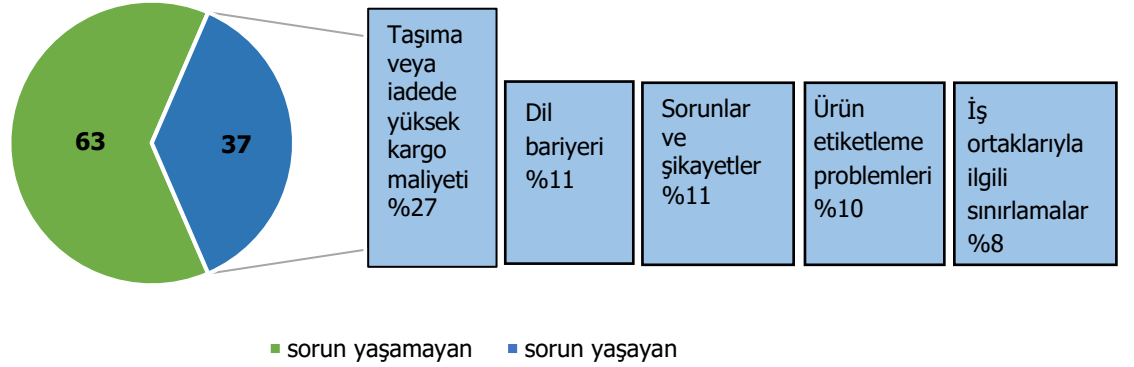 63
37
Taşıma
veya
iadede
yüksek
kargo
maliyeti
%27
Dil
bariyeri
%11
Sorunlar
ve
şikayetler
%11
Ürün
etiketleme
problemleri
%10
İş
ortaklarıyla
ilgili
sınırlamalar
%8
sorun yaşamayan
sorun yaşayan